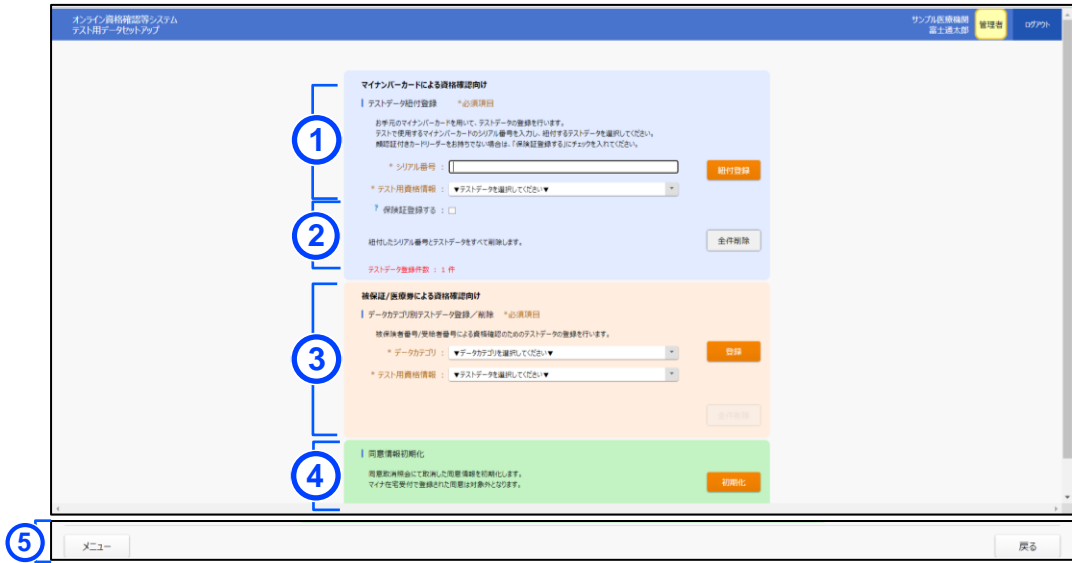 オンライン資格確認等システム
テスト用データセットアップ
サンプル医療機関
富士通太郎
管理者
ログアウト
マイナンバーカードによる資格確認向け
テストデータ紐付登録 *必須項目
お手元のマイナンバーカードを用いて、テストデータの登録を行います。
テストで使用するマイナンバーカードのシリアル番号を入力し、紐付するテストデータを選択してください。
顔認証付きカードリーダーをお持ちでない場合は、「保険証登録する」にチェックを入れてください。
1
* シリアル番号 :
紐付登録
* テスト用資格情報 : ▼テストデータを選択してください▼
? 保険証登録する :
2
紐付したシリアル番号とテストデータをすべて削除します。
全件削除
テストデータ登録件数 : 1 件
被保証/医療券による資格確認向け
データカテゴリ別テストデータ登録/削除 *必須項目
被保険者番号/受給者番号による資格確認のためのテストデータの登録を行います。
3
* データカテゴリ : ▼データカテゴリを選択してください▼
登録
* テスト用資格情報 : ▼テストデータを選択してください▼
全件削除
同意情報初期化
4
同意取消照会にて取消した同意情報を初期化します。
マイナ在宅受付で登録された同意は対象外となります。
初期化
5
メニュー
戻る